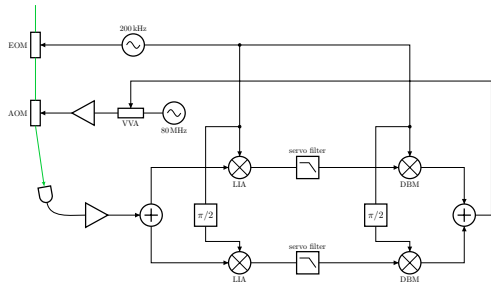 200 kHz
EOM
AOM
VVA
80 MHz
servo filter
LIA
DBM
π/2
π/2
servo filter
LIA
DBM